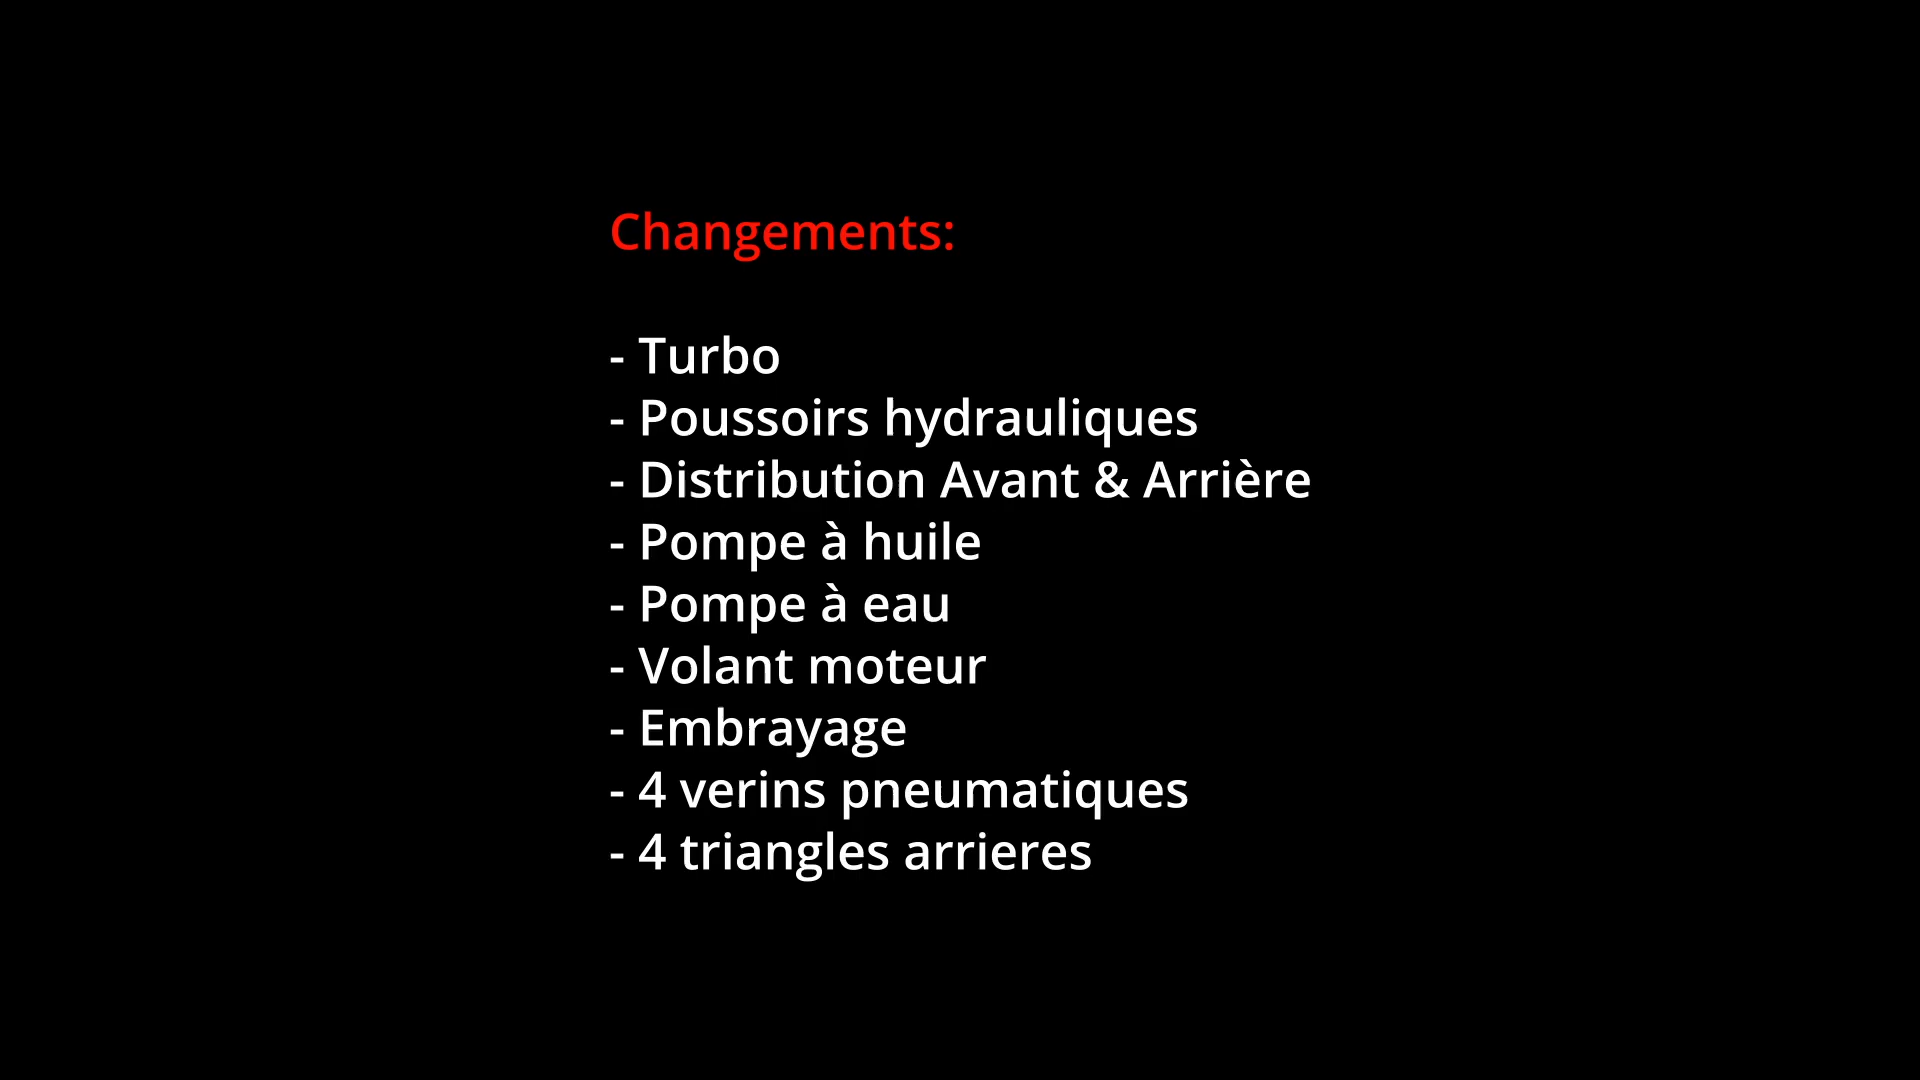 Changements:
- Turbo
- Poussoirs hydrauliques
- Distribution Avant & Arrière
- Pompe à huile
- Pompe à eau
- Volant moteur
- Embrayage
- 4 verins pneumatiques
- 4 triangles arrieres